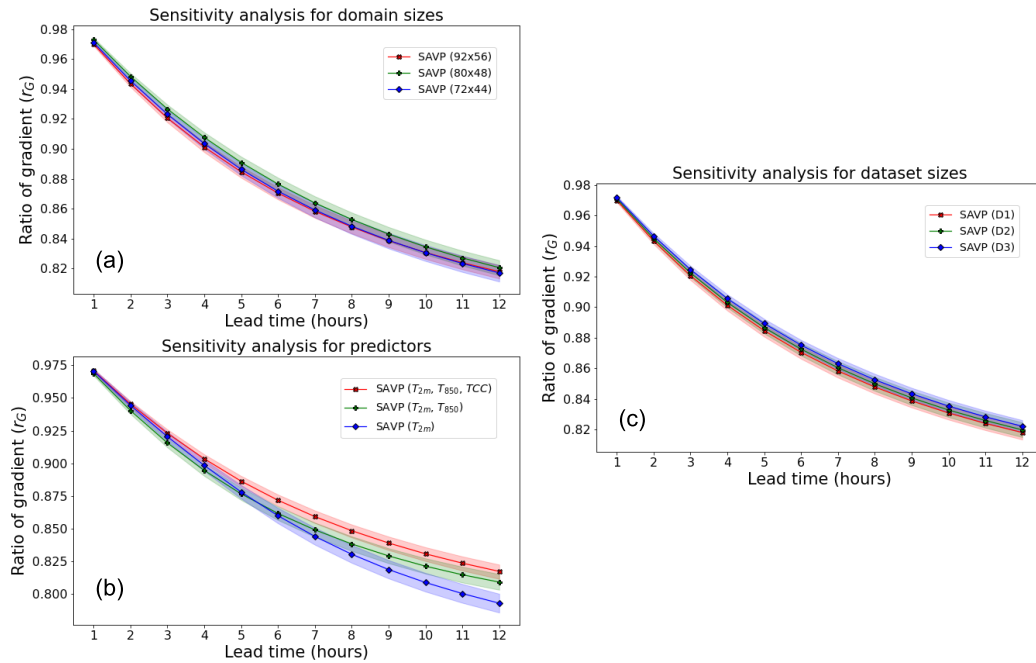 Sensitivity analysis for domain sizes
Ratio of gradient (r_G)
0.98
0.96
0.94
0.92
0.90
0.88
0.86
0.84
0.82
SAVP (92x56)
SAVP (80x48)
SAVP (72x44)
(a)
1 2 3 4 5 6 7 8 9 10 11 12
Lead time (hours)
Sensitivity analysis for predictors
Ratio of gradient (r_G)
0.975
0.950
0.925
0.900
0.875
0.850
0.825
0.800
SAVP (T_2m, T_850, TCC)
SAVP (T_2m, T_850)
SAVP (T_2m)
(b)
1 2 3 4 5 6 7 8 9 10 11 12
Lead time (hours)
Sensitivity analysis for dataset sizes
Ratio of gradient (r_G)
0.98
0.96
0.94
0.92
0.90
0.88
0.86
0.84
0.82
SAVP (D1)
SAVP (D2)
SAVP (D3)
(c)
1 2 3 4 5 6 7 8 9 10 11 12
Lead time (hours)